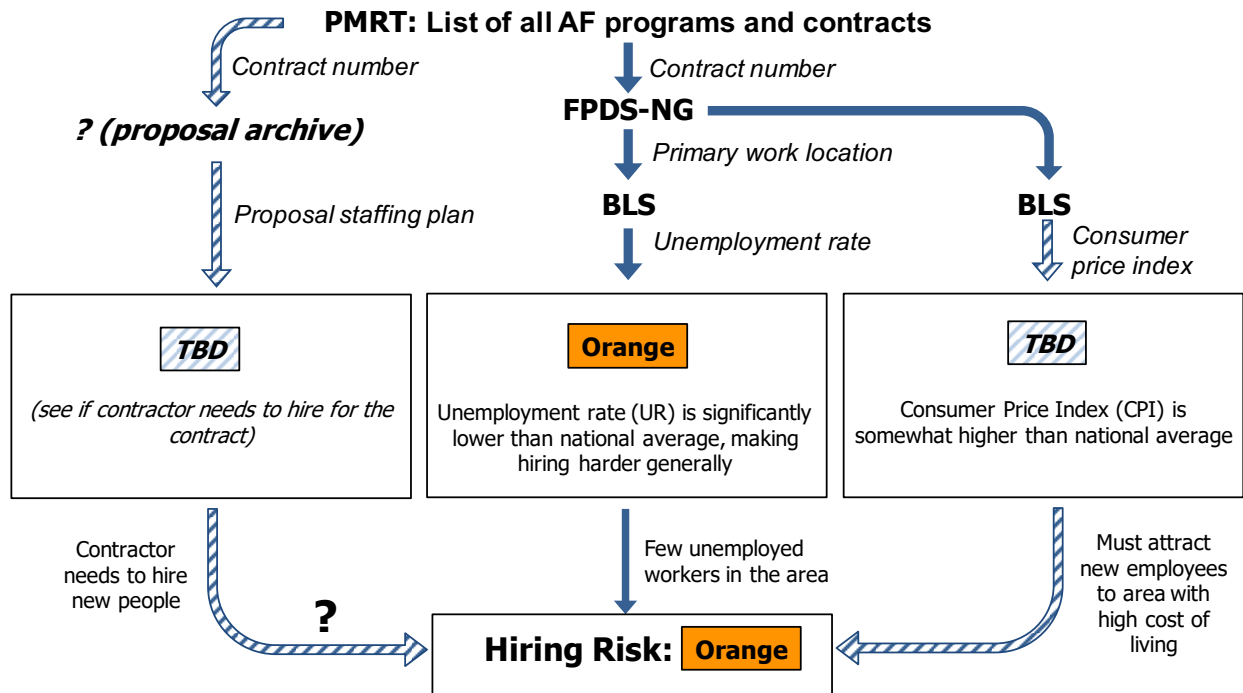 PMRT: List of all AF programs and contracts
Contract number
Contract number
? (proposal archive)
FPDS-NG
Primary work location
Proposal staffing plan
BLS
BLS
Unemployment rate
Consumer
price index
TBD
(see if contractor needs to hire for the
contract)
Orange
Unemployment rate (UR) is significantly
lower than national average, making
hiring harder generally
TBD
Consumer Price Index (CPI) is
somewhat higher than national average
Contractor
needs to hire
new people
?
Few unemployed
workers in the area
Must attract
new employees
to area with
high cost of
living
Hiring Risk: Orange